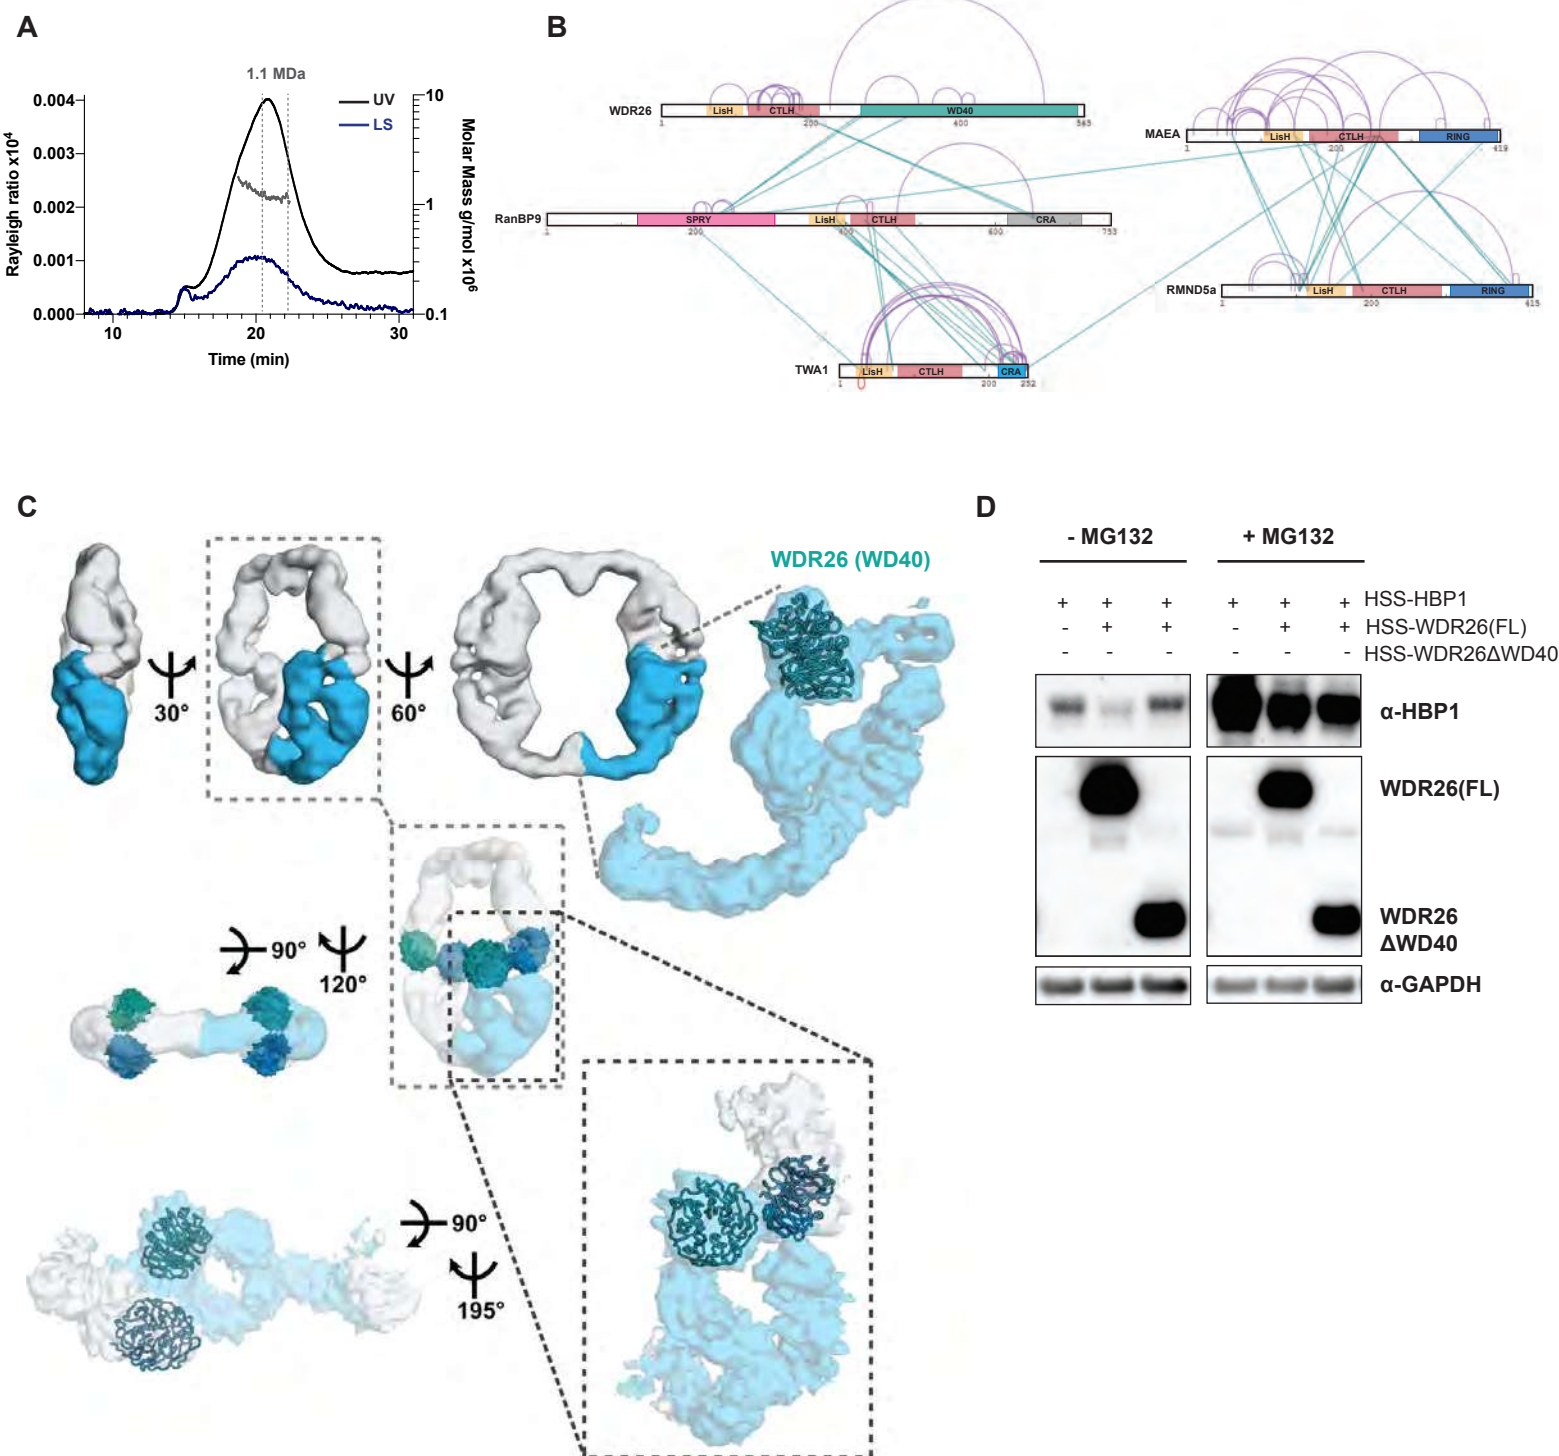 A
1.1 MDa
UV
LS
Rayleigh ratio x10⁴
0.004
0.003
0.002
0.001
0.000
10
20
30
Time (min)
10
1
0.1
Molar Mass g/mol x10⁶
B
WDR26
LisH
CTLH
WD40
1
200
400
MAEA
LisH
CTLH
RING
1
200
419
RanBP9
SPRY
LisH
CTLH
CRA
1
200
400
600
753
RMND5a
LisH
CTLH
RING
1
200
415
TWA1
LisH
CTLH
CRA
1
200
252
C
30°
60°
WDR26 (WD40)
90°
120°
90°
195°
D
- MG132
+ MG132
+ + + + + + HSS-HBP1
- + + - + + HSS-WDR26(FL)
- - - - - - HSS-WDR26ΔWD40
α-HBP1
WDR26(FL)
WDR26
ΔWD40
α-GAPDH